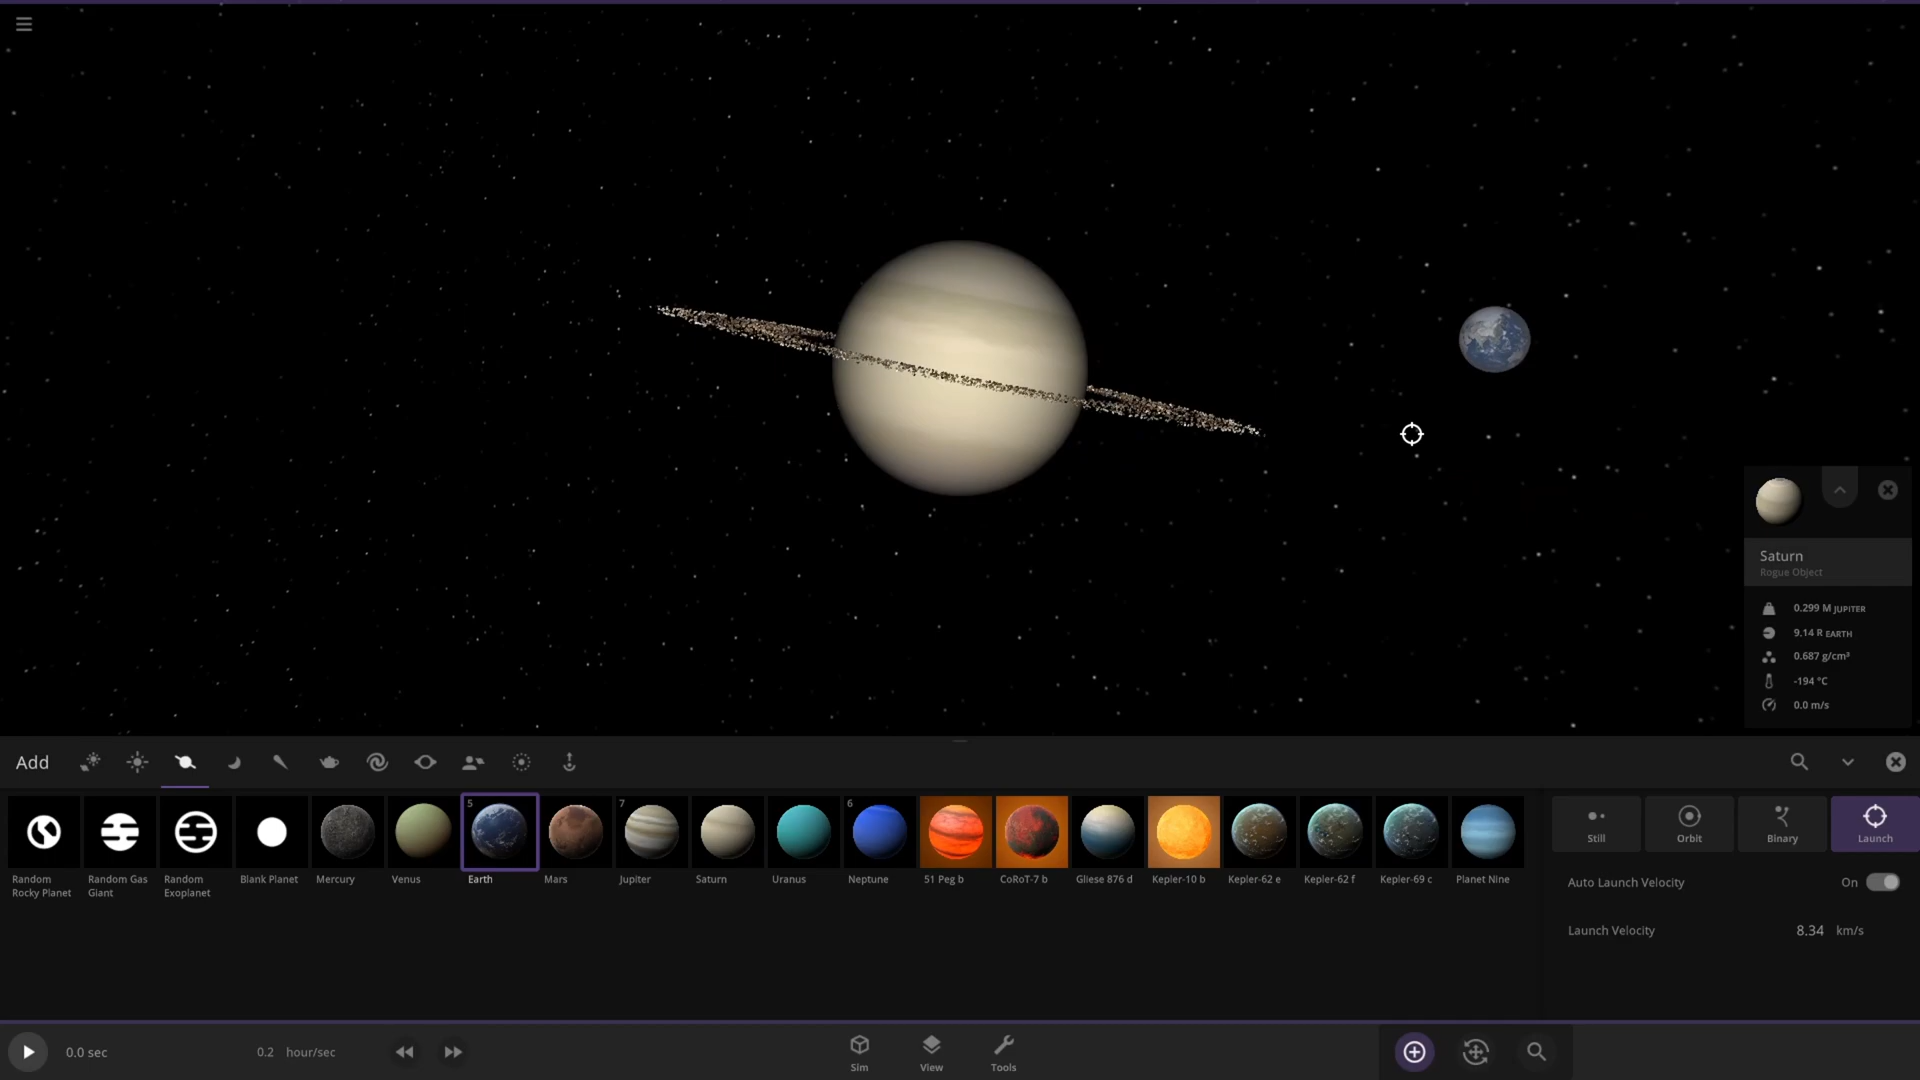 Saturn
Rogue Object
0.299 M JUPITER
9.14 R EARTH
0.687 g/cm³
-194 °C
0.0 m/s
Add
5
7
6
Random Rocky Planet
Random Gas Giant
Random Exoplanet
Blank Planet
Mercury
Venus
Earth
Mars
Jupiter
Saturn
Uranus
Neptune
51 Peg b
CoRoT-7 b
Gliese 876 d
Kepler-10 b
Kepler-62 e
Kepler-62 f
Kepler-69 c
Planet Nine
Still
Orbit
Binary
Launch
Auto Launch Velocity On
Launch Velocity 8.34 km/s
0.0 sec
0.2 hour/sec
Sim
View
Tools